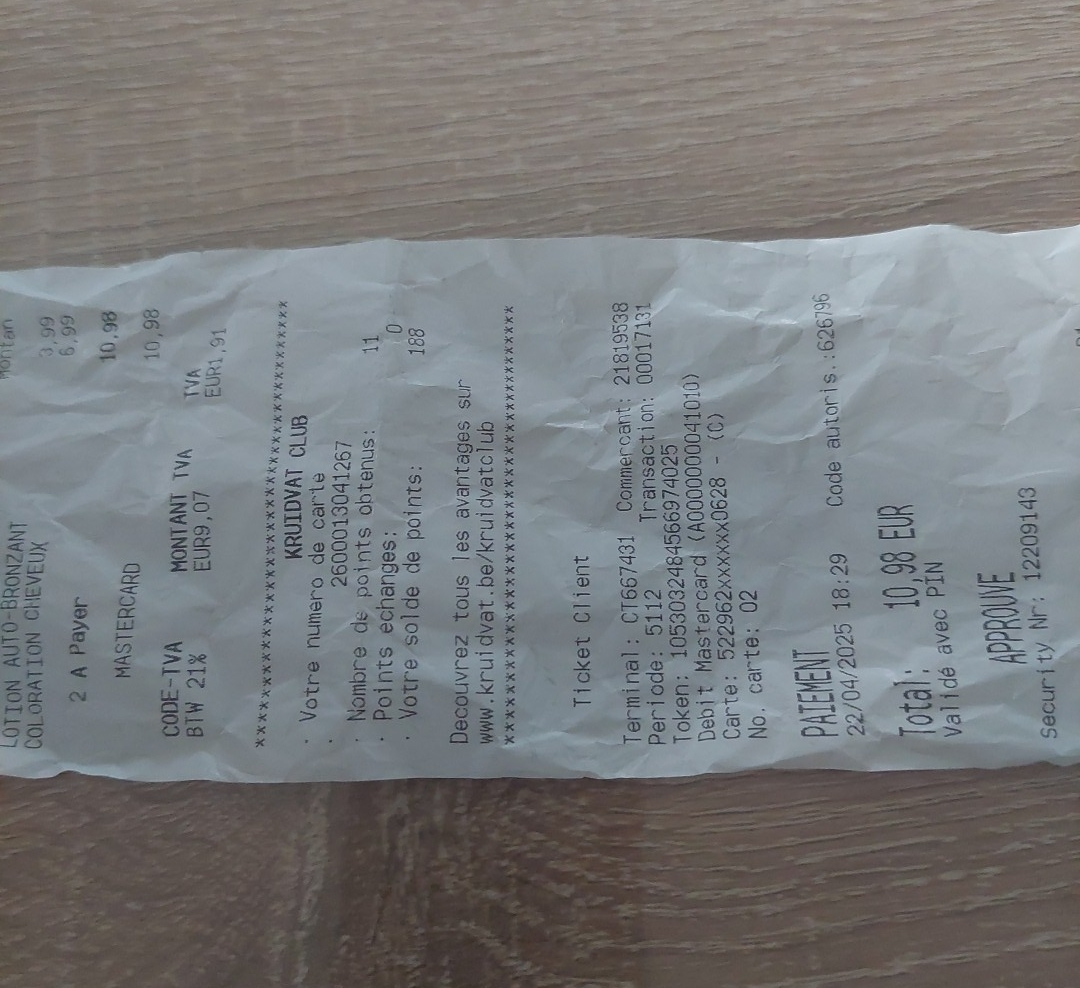 Montan
LOTION AUTO-BRONZANT 3,99
COLORATION CHEVEUX 6,99
2 A Payer 10,98
MASTERCARD 10,98
CODE-TVA MONTANT TVA TVA
BTW 21% EUR9,07 EUR1,91
KRUIDVAT CLUB
· Votre numero de carte
2600013041267
· Nombre de points obtenus: 11
· Points echanges: 0
· Votre solde de points: 188
Decouvrez tous les avantages sur
www.kruidvat.be/kruidvatclub
Ticket Client
Terminal: CT667431 Commercant: 21819538
Periode: 5112 Transaction: 00017131
Token: 1053032484566974025
Debit Mastercard (A0000000041010)
Carte: 522962xxxxxx0628 - (C)
No. carte: 02
PAIEMENT
22/04/2025 18:29 Code autoris.:626796
Total: 10,98 EUR
Validé avec PIN
APPROUVE
Security Nr: 12209143